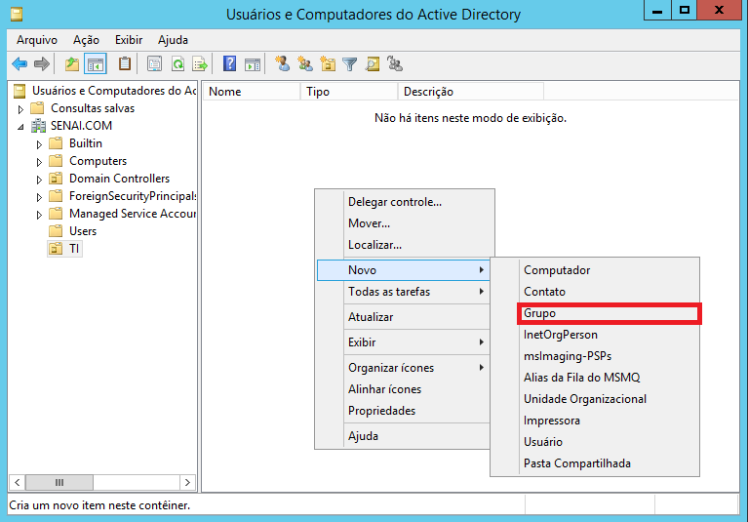 Usuários e Computadores do Active Directory
Arquivo Ação Exibir Ajuda
Usuários e Computadores do Ac
Consultas salvas
SENAI.COM
Builtin
Computers
Domain Controllers
ForeignSecurityPrincipals
Managed Service Accour
Users
TI
Nome Tipo Descrição
Não há itens neste modo de exibição.
Delegar controle...
Mover...
Localizar...
Novo
Todas as tarefas
Atualizar
Exibir
Organizar ícones
Alinhar ícones
Propriedades
Ajuda
Computador
Contato
Grupo
InetOrgPerson
msImaging-PSPs
Alias da Fila do MSMQ
Unidade Organizacional
Impressora
Usuário
Pasta Compartilhada
Cria um novo item neste contêiner.